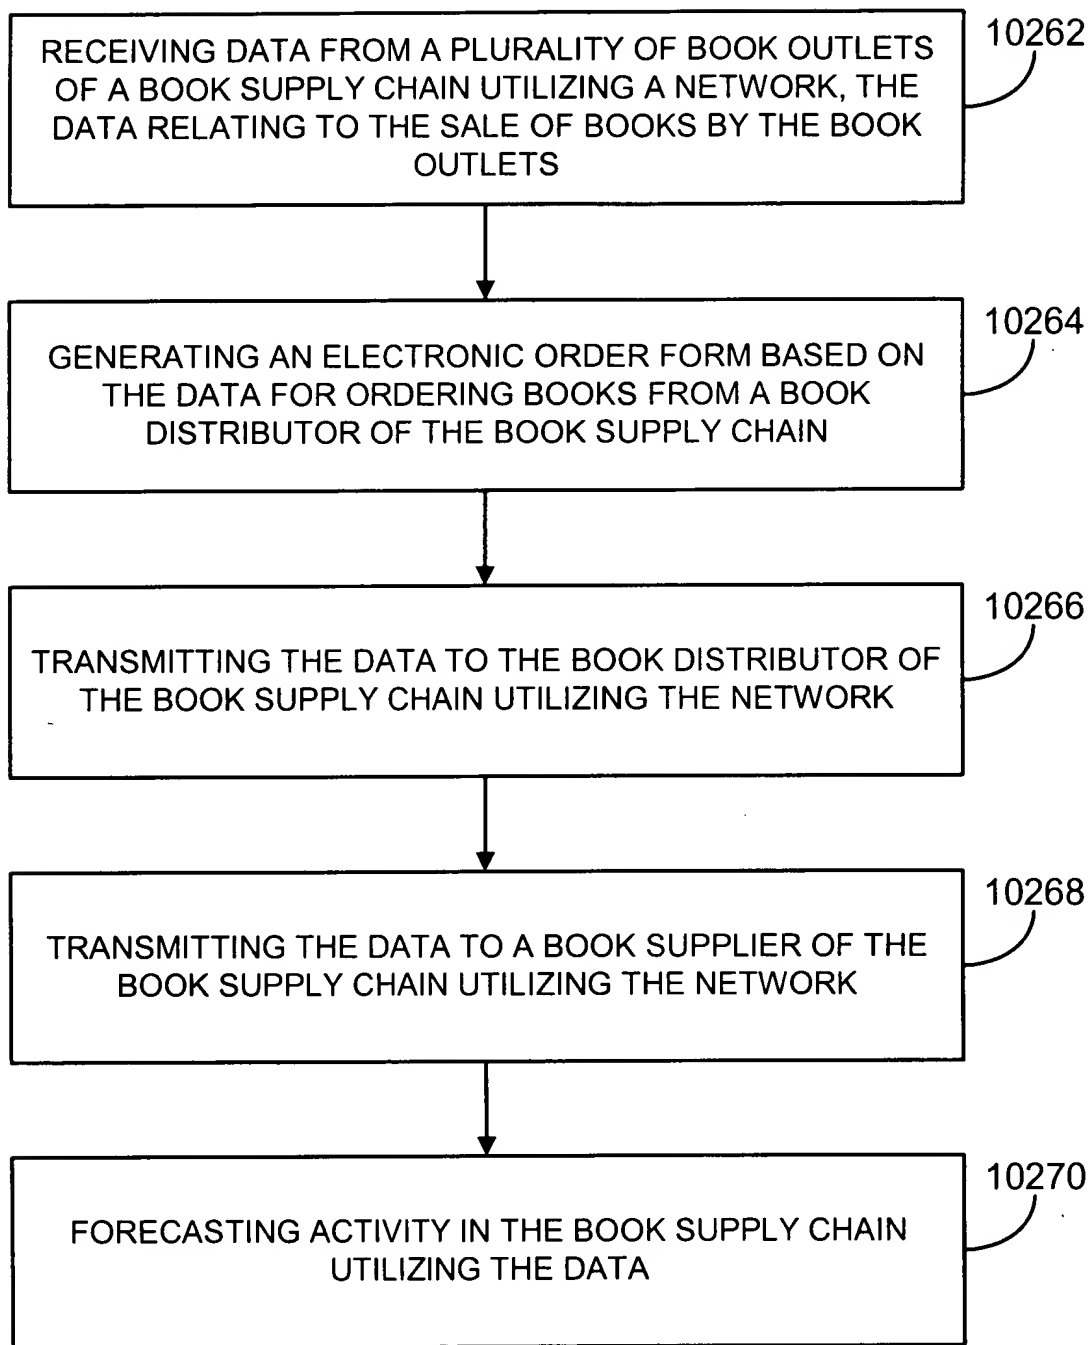 RECEIVING DATA FROM A PLURALITY OF BOOK OUTLETS
OF A BOOK SUPPLY CHAIN UTILIZING A NETWORK, THE
DATA RELATING TO THE SALE OF BOOKS BY THE BOOK
OUTLETS
10262
GENERATING AN ELECTRONIC ORDER FORM BASED ON
THE DATA FOR ORDERING BOOKS FROM A BOOK
DISTRIBUTOR OF THE BOOK SUPPLY CHAIN
10264
TRANSMITTING THE DATA TO THE BOOK DISTRIBUTOR OF
THE BOOK SUPPLY CHAIN UTILIZING THE NETWORK
10266
TRANSMITTING THE DATA TO A BOOK SUPPLIER OF THE
BOOK SUPPLY CHAIN UTILIZING THE NETWORK
10268
FORECASTING ACTIVITY IN THE BOOK SUPPLY CHAIN
UTILIZING THE DATA
10270